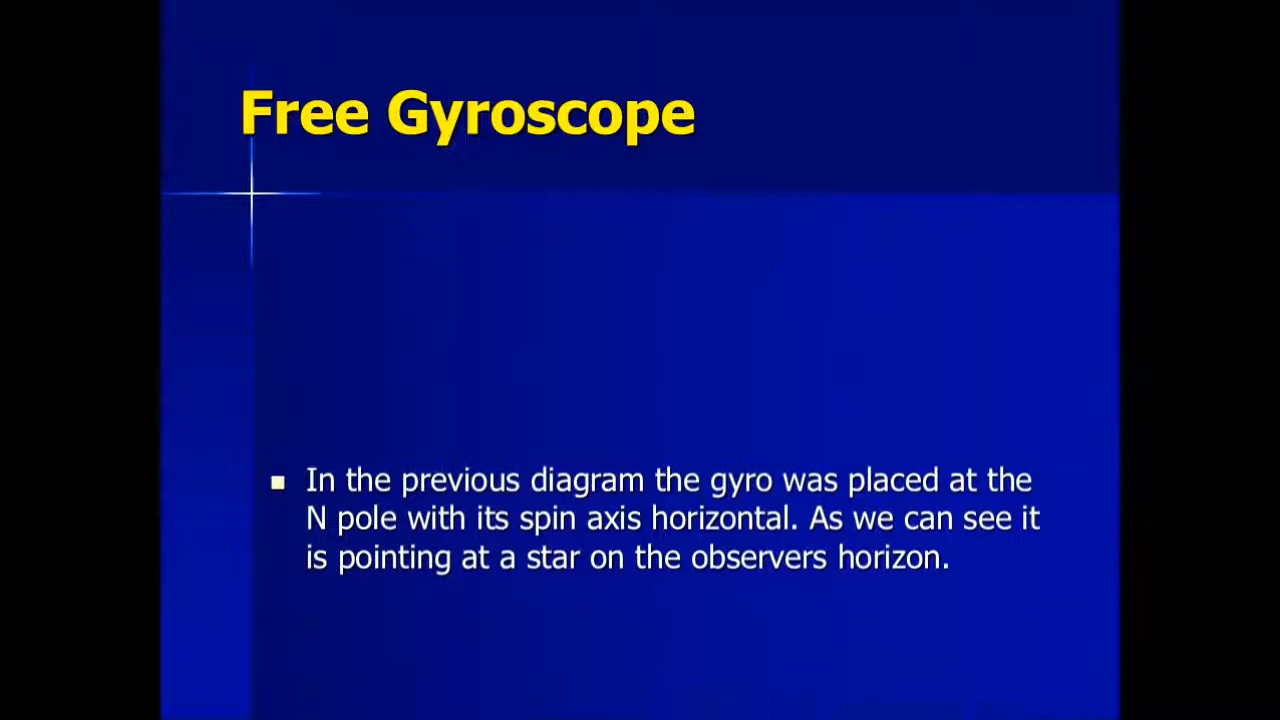 Free Gyroscope
In the previous diagram the gyro was placed at the
N pole with its spin axis horizontal. As we can see it
is pointing at a star on the observers horizon.